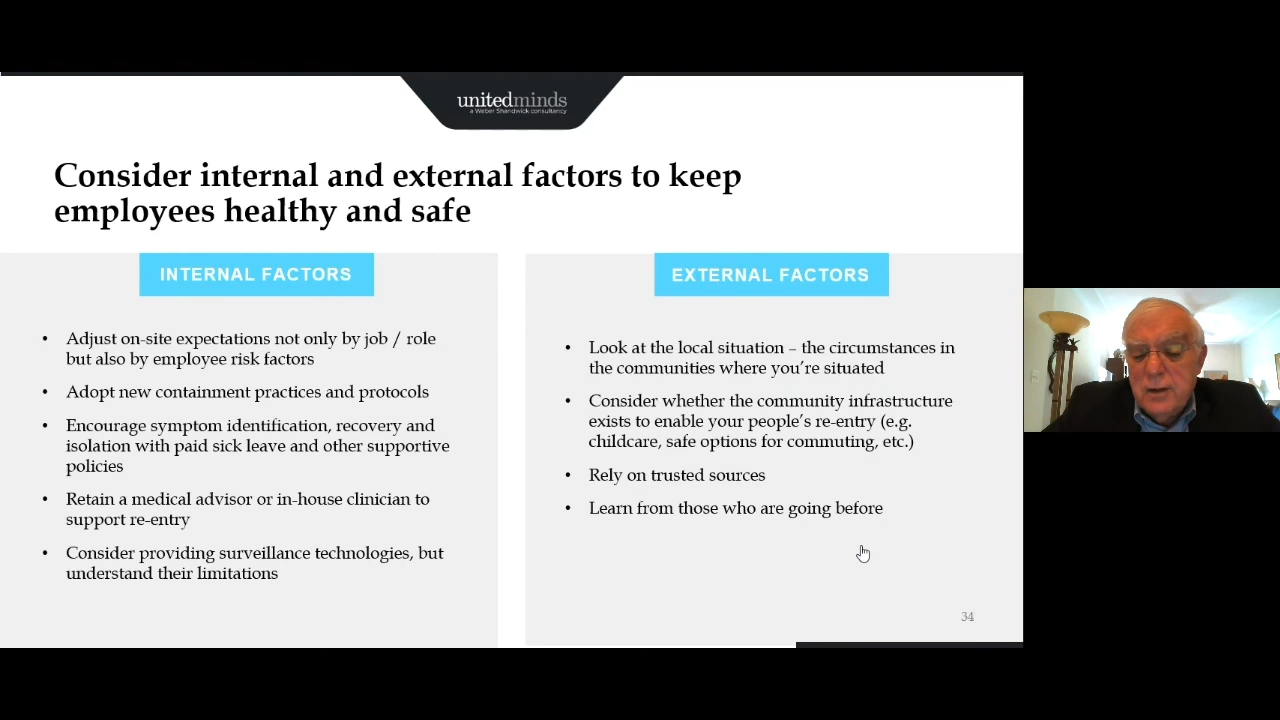 unitedminds
a Weber Shandwick consultancy
Consider internal and external factors to keep
employees healthy and safe
INTERNAL FACTORS
• Adjust on-site expectations not only by job / role
but also by employee risk factors
• Adopt new containment practices and protocols
• Encourage symptom identification, recovery and
isolation with paid sick leave and other supportive
policies
• Retain a medical advisor or in-house clinician to
support re-entry
• Consider providing surveillance technologies, but
understand their limitations
EXTERNAL FACTORS
• Look at the local situation – the circumstances in
the communities where you’re situated
• Consider whether the community infrastructure
exists to enable your people’s re-entry (e.g.
childcare, safe options for commuting, etc.)
• Rely on trusted sources
• Learn from those who are going before
34